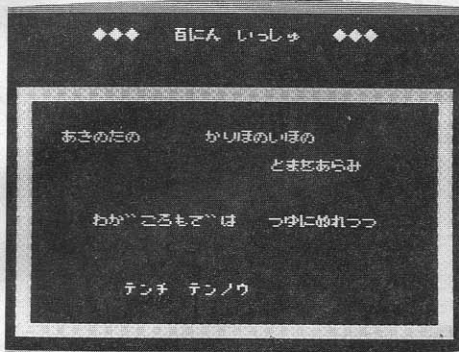 ◆◆◆ 百にん いっしゅ ◆◆◆
あきのたの かりほのいほの
とまをあらみ
わか゛ころもて゛は つゆにぬれつつ
テンチ テンノウ